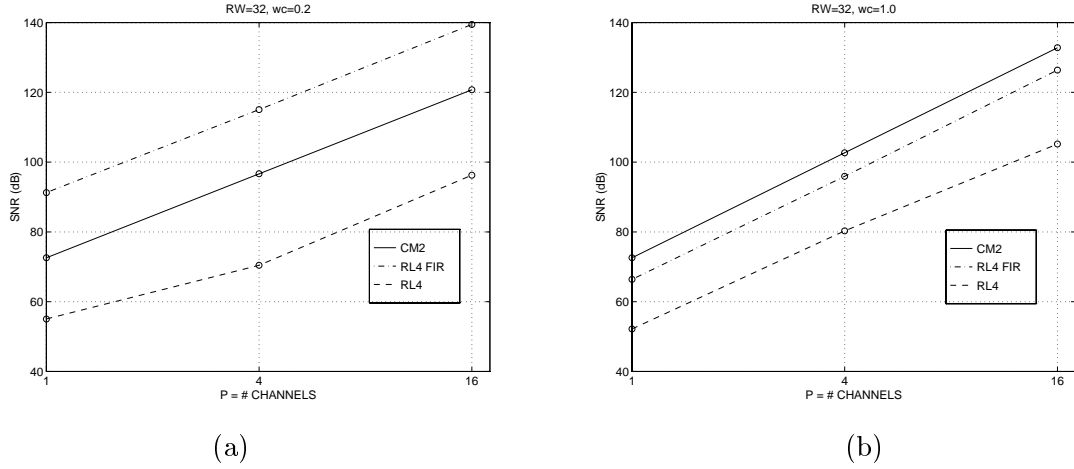 RW=32, wc=0.2
140
120
100
80
60
40
SNR (dB)
CM2
RL4 FIR
RL4
1
4
16
P = # CHANNELS
(a)
RW=32, wc=1.0
140
120
100
80
60
40
SNR (dB)
CM2
RL4 FIR
RL4
1
4
16
P = # CHANNELS
(b)